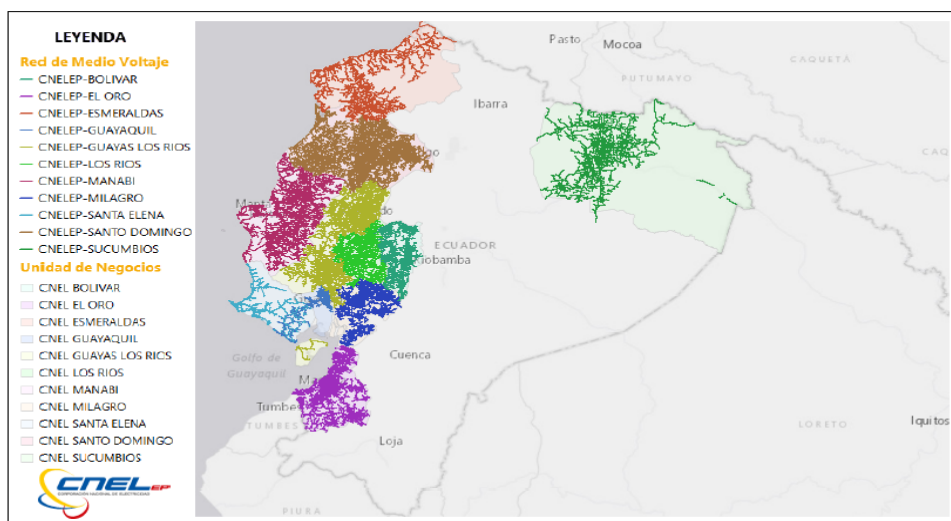 LEYENDA
Red de Medio Voltaje
CNELEP-BOLIVAR
CNELEP-EL ORO
CNELEP-ESMERALDAS
CNELEP-GUAYAQUIL
CNELEP-GUAYAS LOS RIOS
CNELEP-LOS RIOS
CNELEP-MANABI
CNELEP-MILAGRO
CNELEP-SANTA ELENA
CNELEP-SANTO DOMINGO
CNELEP-SUCUMBIOS
Unidad de Negocios
CNEL BOLIVAR
CNEL EL ORO
CNEL ESMERALDAS
CNEL GUAYAQUIL
CNEL GUAYAS LOS RIOS
CNEL LOS RIOS
CNEL MANABI
CNEL MILAGRO
CNEL SANTA ELENA
CNEL SANTO DOMINGO
CNEL SUCUMBIOS
CNEL EP
CORPORACIÓN NACIONAL DE ELECTRICIDAD
Pasto
Mocoa
CAQUETÁ
PUTUMAYO
Ibarra
ECUADOR
Golfo de
Guayaquil
Cuenca
TUMBES
Loja
LORETO
Iquitos
PIURA